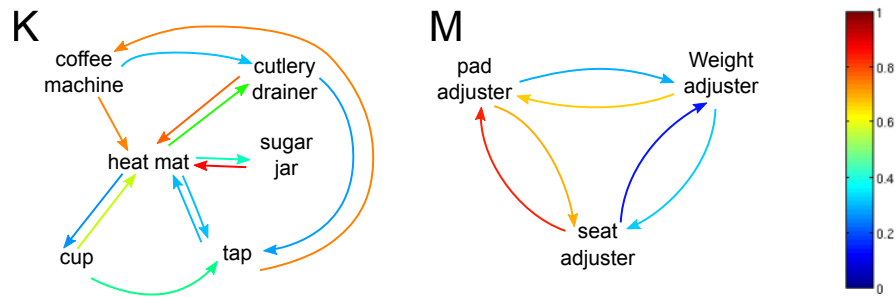 K
coffee
machine
cutlery
drainer
heat mat
sugar
jar
cup
tap
M
pad
adjuster
Weight
adjuster
seat
adjuster
1
0.8
0.6
0.4
0.2
0